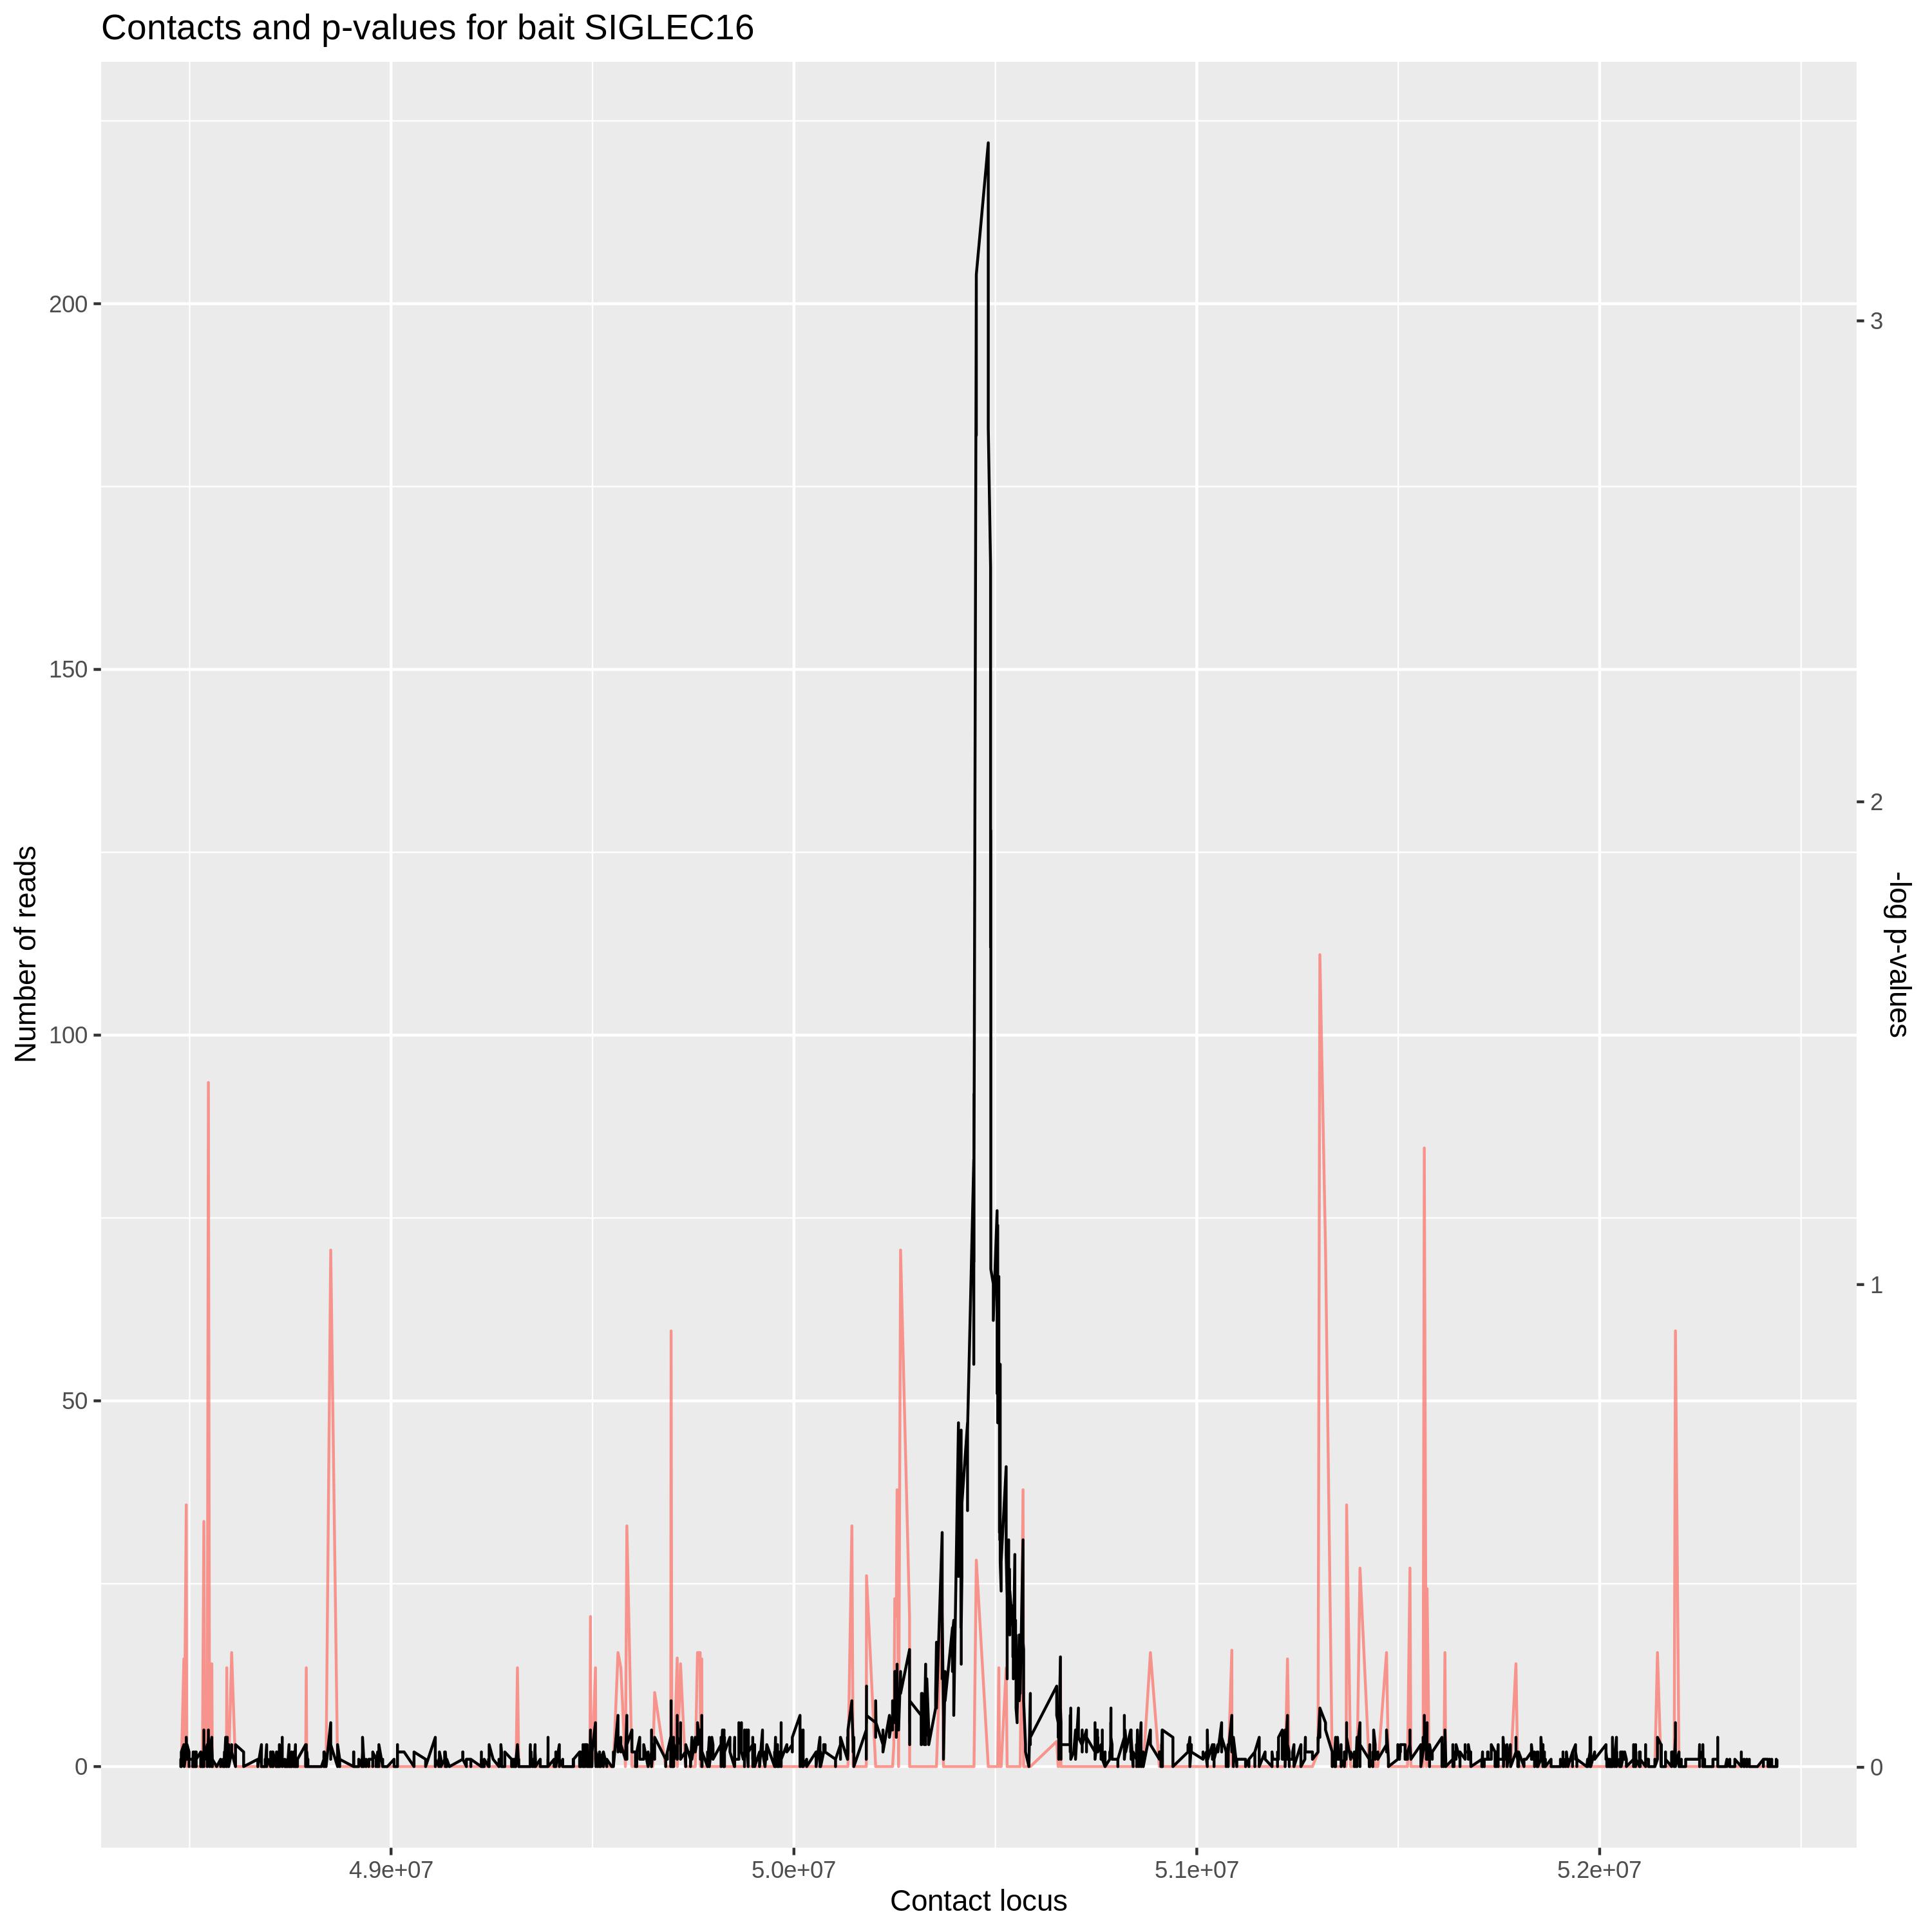 Contacts and p-values for bait SIGLEC16
Number of reads
200
150
100
50
0
3
2
1
0
-log p-values
4.9e+07 5.0e+07 5.1e+07 5.2e+07
Contact locus